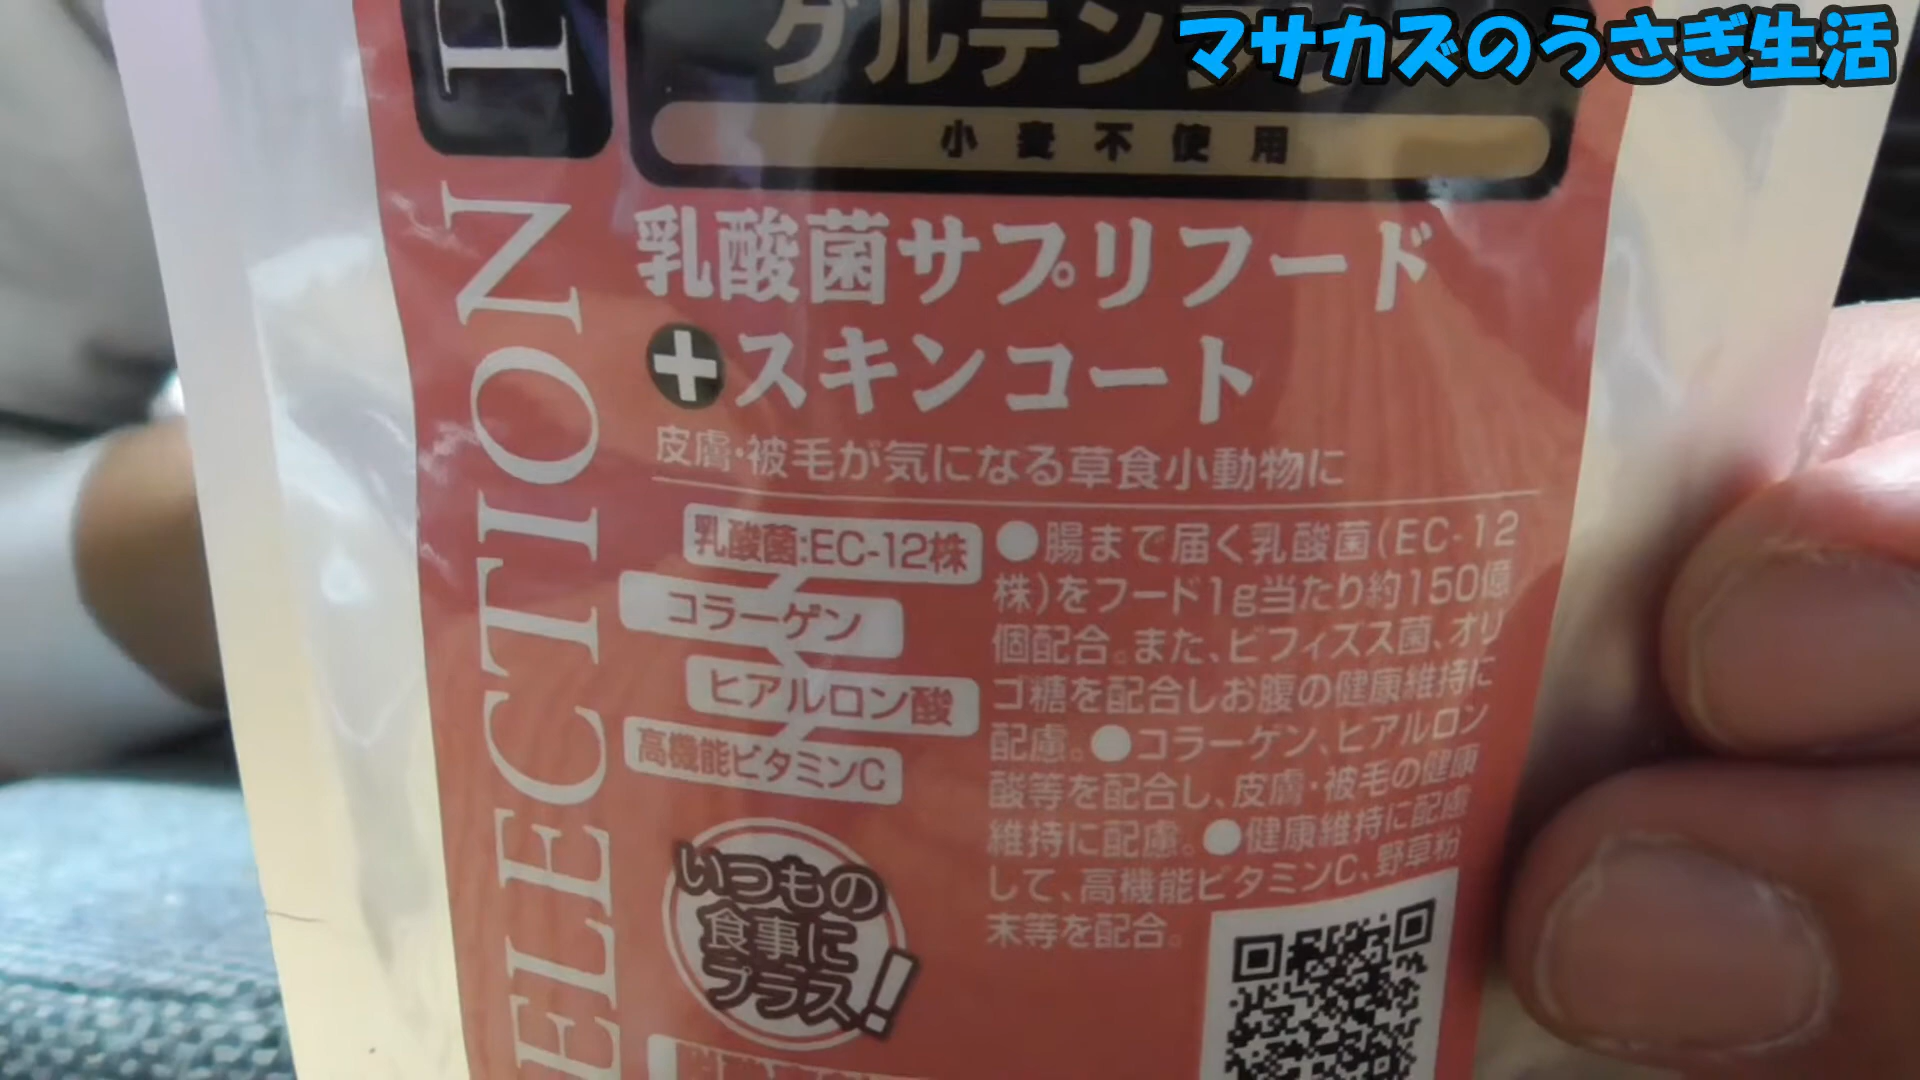 マサカズのうさぎ生活
グルテンフリー
小麦不使用
乳酸菌サプリフード
+スキンコート
皮膚・被毛が気になる草食小動物に
乳酸菌:EC-12株
コラーゲン
ヒアルロン酸
高機能ビタミンC
●腸まで届く乳酸菌(EC-12
株)をフード1g当たり約150億
個配合。また、ビフィズス菌、オリ
ゴ糖を配合しお腹の健康維持に
配慮。●コラーゲン、ヒアルロン
酸等を配合し、皮膚・被毛の健康
維持に配慮。●健康維持に配慮
して、高機能ビタミンC、野草粉
末等を配合。
いつもの
食事に
プラス!
ELECTION